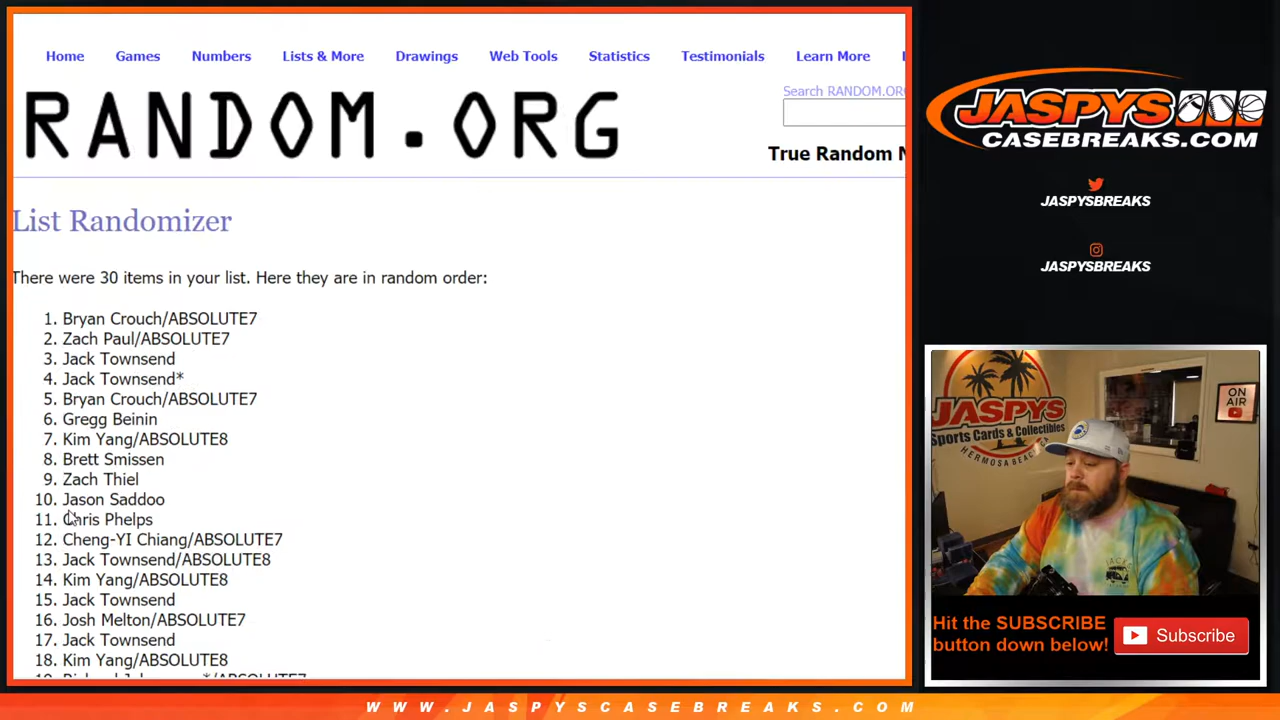 Home Games Numbers Lists & More Drawings Web Tools Statistics Testimonials Learn More
Search RANDOM.ORG
RANDOM.ORG
True Random
List Randomizer
There were 30 items in your list. Here they are in random order:
1. Bryan Crouch/ABSOLUTE7
2. Zach Paul/ABSOLUTE7
3. Jack Townsend
4. Jack Townsend*
5. Bryan Crouch/ABSOLUTE7
6. Gregg Beinin
7. Kim Yang/ABSOLUTE8
8. Brett Smissen
9. Zach Thiel
10. Jason Saddoo
11. Chris Phelps
12. Cheng-YI Chiang/ABSOLUTE7
13. Jack Townsend/ABSOLUTE8
14. Kim Yang/ABSOLUTE8
15. Jack Townsend
16. Josh Melton/ABSOLUTE7
17. Jack Townsend
18. Kim Yang/ABSOLUTE8
JASPYS
CASEBREAKS.COM
JASPYSBREAKS
JASPYSBREAKS
JASPYS
Sports Cards & Collectibles
HERMOSA BEACH
ON
AIR
Hit the SUBSCRIBE
button down below!
Subscribe
WWW.JASPYSCASEBREAKS.COM